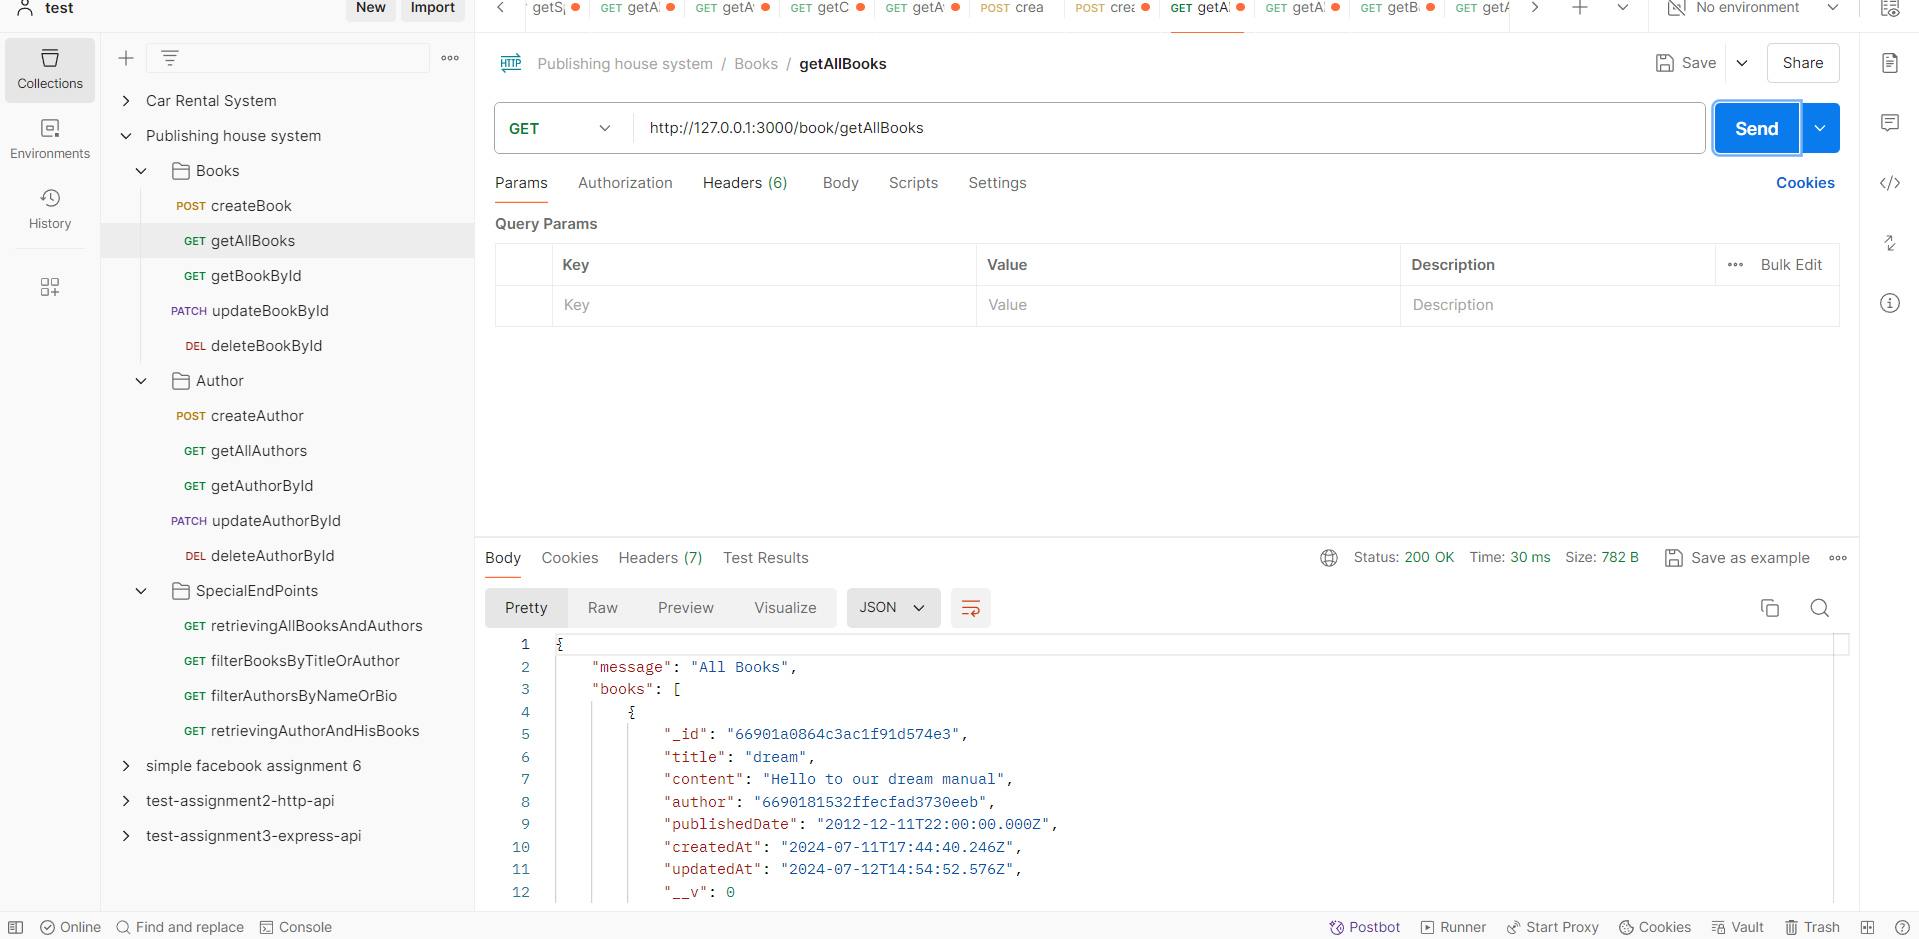 test
New
Import
getS
GET getA
GET getA
GET getC
GET getA
POST crea
POST crea
GET getA
GET getA
GET getB
GET getA
No environment
Collections
Environments
History
Car Rental System
Publishing house system
Books
POST createBook
GET getAllBooks
GET getBookById
PATCH updateBookById
DEL deleteBookById
Author
POST createAuthor
GET getAllAuthors
GET getAuthorById
PATCH updateAuthorById
DEL deleteAuthorById
SpecialEndPoints
GET retrievingAllBooksAndAuthors
GET filterBooksByTitleOrAuthor
GET filterAuthorsByNameOrBio
GET retrievingAuthorAndHisBooks
simple facebook assignment 6
test-assignment2-http-api
test-assignment3-express-api
HTTP Publishing house system / Books / getAllBooks
Save
Share
GET
http://127.0.0.1:3000/book/getAllBooks
Send
Params Authorization Headers (6) Body Scripts Settings
Cookies
Query Params
Key Value Description ••• Bulk Edit
Key Value Description
Body Cookies Headers (7) Test Results
Status: 200 OK Time: 30 ms Size: 782 B
Save as example
Pretty Raw Preview Visualize JSON
1 {
2 "message": "All Books",
3 "books": [
4 {
5 "_id": "66901a0864c3ac1f91d574e3",
6 "title": "dream",
7 "content": "Hello to our dream manual",
8 "author": "6690181532ffecfad3730eeb",
9 "publishedDate": "2012-12-11T22:00:00.000Z",
10 "createdAt": "2024-07-11T17:44:40.246Z",
11 "updatedAt": "2024-07-12T14:54:52.576Z",
12 "__v": 0
Online
Find and replace
Console
Postbot
Runner
Start Proxy
Cookies
Vault
Trash